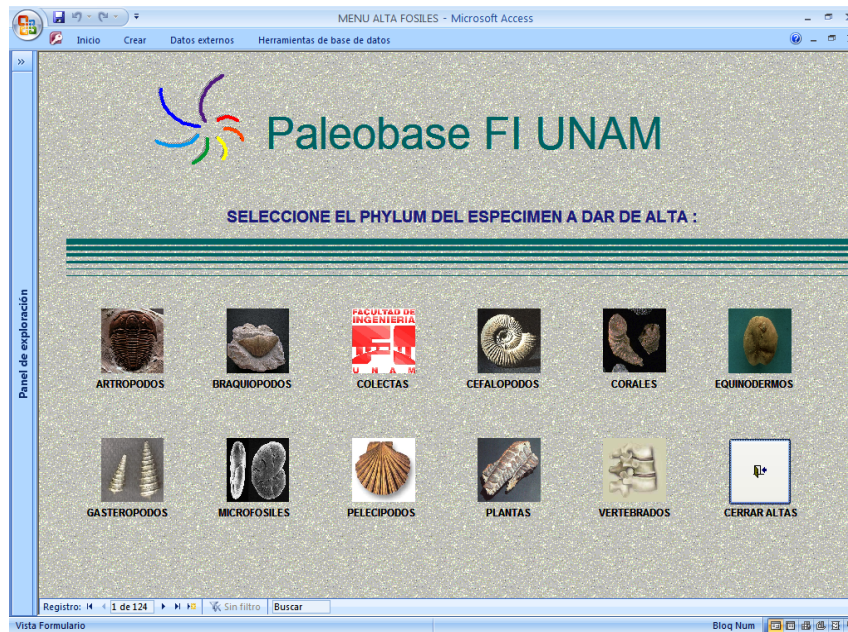 MENU ALTA FOSILES - Microsoft Access
Inicio Crear Datos externos Herramientas de base de datos
Paleobase FI UNAM
SELECCIONE EL PHYLUM DEL ESPECIMEN A DAR DE ALTA :
Panel de exploración
FACULTAD DE
INGENIERIA
U N A M
ARTROPODOS BRAQUIOPODOS COLECTAS CEFALOPODOS CORALES EQUINODERMOS
GASTEROPODOS MICROFOSILES PELECIPODOS PLANTAS VERTEBRADOS CERRAR ALTAS
Registro: 1 de 124 Sin filtro Buscar
Vista Formulario Bloq Num